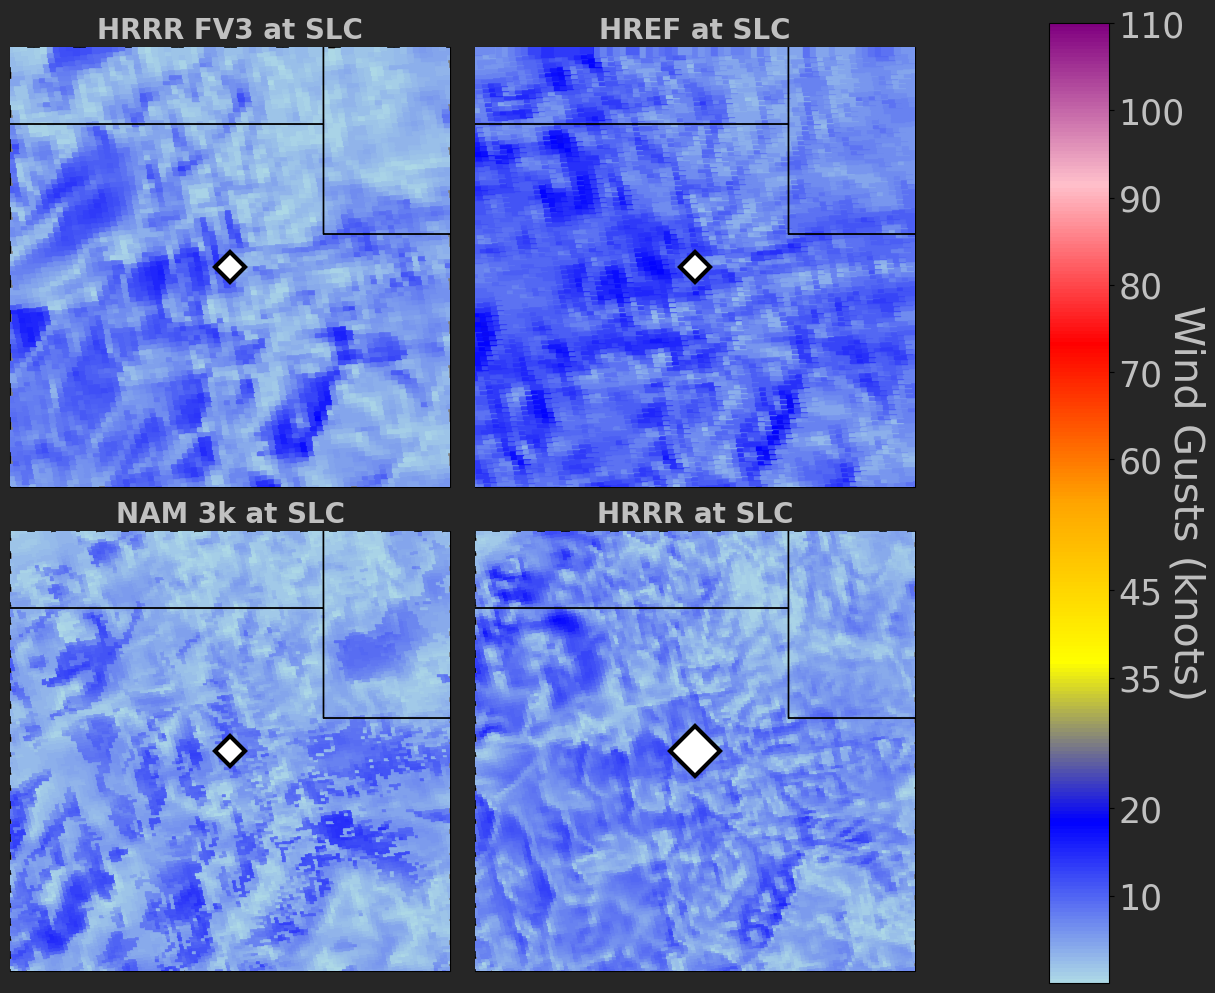 HRRR FV3 at SLC
HREF at SLC
NAM 3k at SLC
HRRR at SLC
110
100
90
80
70
60
45
35
20
10
Wind Gusts (knots)